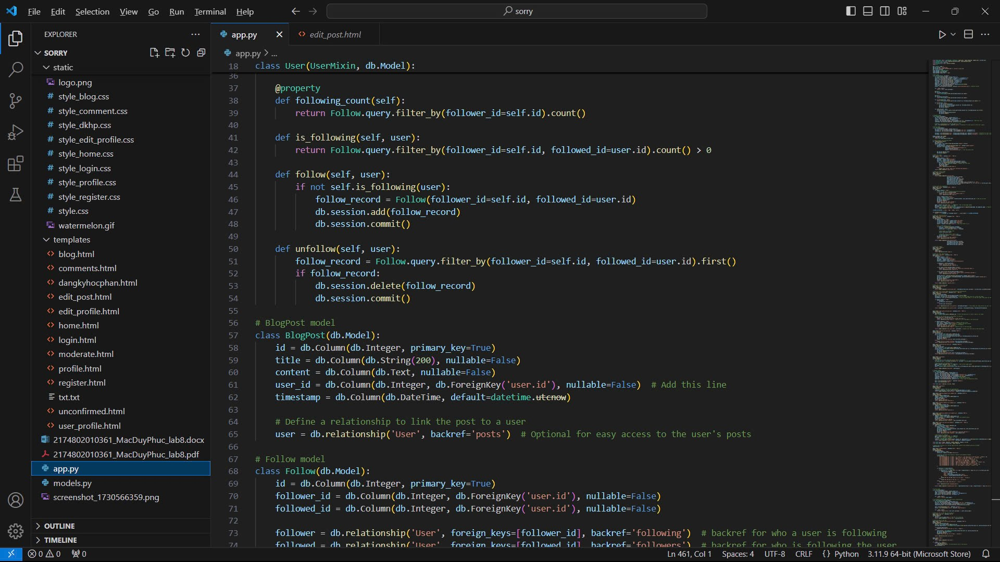 File Edit Selection View Go Run Terminal Help
sorry
EXPLORER
SORRY
static
logo.png
style_blog.css
style_comment.css
style_dkhp.css
style_edit_profile.css
style_home.css
style_login.css
style_profile.css
style_register.css
style.css
watermelon.gif
templates
blog.html
comments.html
dangkyhocphan.html
edit_post.html
edit_profile.html
home.html
login.html
moderate.html
profile.html
register.html
txt.txt
unconfirmed.html
user_profile.html
2174802010361_MacDuyPhuc_lab8.docx
2174802010361_MacDuyPhuc_lab8.pdf
app.py
models.py
screenshot_1730566359.png
OUTLINE
TIMELINE
app.py
edit_post.html
app.py > ...
18 class User(UserMixin, db.Model):
36
37 @property
38 def following_count(self):
39 return Follow.query.filter_by(follower_id=self.id).count()
40
41 def is_following(self, user):
42 return Follow.query.filter_by(follower_id=self.id, followed_id=user.id).count() > 0
43
44 def follow(self, user):
45 if not self.is_following(user):
46 follow_record = Follow(follower_id=self.id, followed_id=user.id)
47 db.session.add(follow_record)
48 db.session.commit()
49
50 def unfollow(self, user):
51 follow_record = Follow.query.filter_by(follower_id=self.id, followed_id=user.id).first()
52 if follow_record:
53 db.session.delete(follow_record)
54 db.session.commit()
55
56 # BlogPost model
57 class BlogPost(db.Model):
58 id = db.Column(db.Integer, primary_key=True)
59 title = db.Column(db.String(200), nullable=False)
60 content = db.Column(db.Text, nullable=False)
61 user_id = db.Column(db.Integer, db.ForeignKey('user.id'), nullable=False) # Add this line
62 timestamp = db.Column(db.DateTime, default=datetime.utcnow)
63
64 # Define a relationship to link the post to a user
65 user = db.relationship('User', backref='posts') # Optional for easy access to the user's posts
66
67 # Follow model
68 class Follow(db.Model):
69 id = db.Column(db.Integer, primary_key=True)
70 follower_id = db.Column(db.Integer, db.ForeignKey('user.id'), nullable=False)
71 followed_id = db.Column(db.Integer, db.ForeignKey('user.id'), nullable=False)
72
73 follower = db.relationship('User', foreign_keys=[follower_id], backref='following') # backref for who a user is following
74 followed = db.relationship('User', foreign_keys=[followed_id], backref='followers') # backref for who is following the user
0 0 0
Ln 461, Col 1 Spaces: 4 UTF-8 CRLF {} Python 3.11.9 64-bit (Microsoft Store)